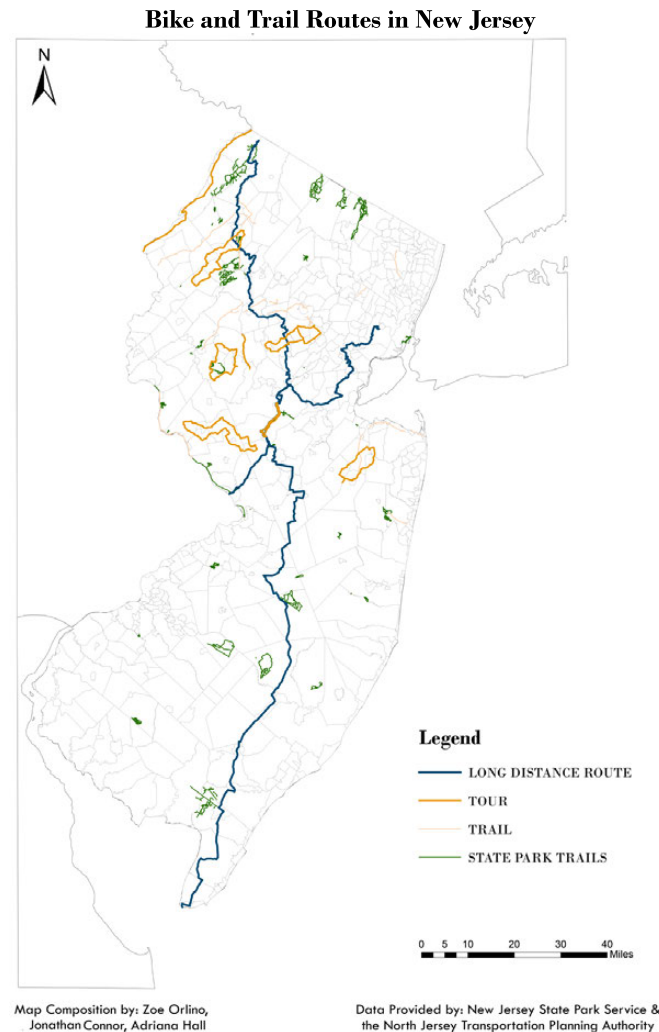 Bike and Trail Routes in New Jersey
N
Legend
LONG DISTANCE ROUTE
TOUR
TRAIL
STATE PARK TRAILS
0 5 10 20 30 40
Miles
Map Composition by: Zoe Orlino,
Jonathan Connor, Adriana Hall
Data Provided by: New Jersey State Park Service &
the North Jersey Transportation Planning Authority